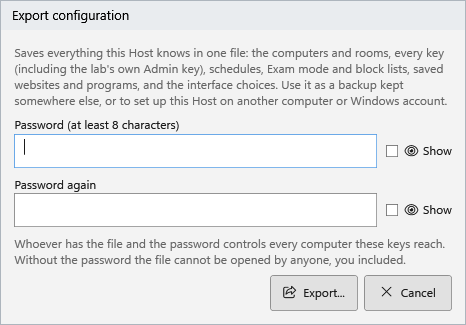 Export configuration
Saves everything this Host knows in one file: the computers and rooms, every key
(including the lab's own Admin key), schedules, Exam mode and block lists, saved
websites and programs, and the interface choices. Use it as a backup kept
somewhere else, or to set up this Host on another computer or Windows account.
Password (at least 8 characters)
Show
Password again
Show
Whoever has the file and the password controls every computer these keys reach.
Without the password the file cannot be opened by anyone, you included.
Export... Cancel